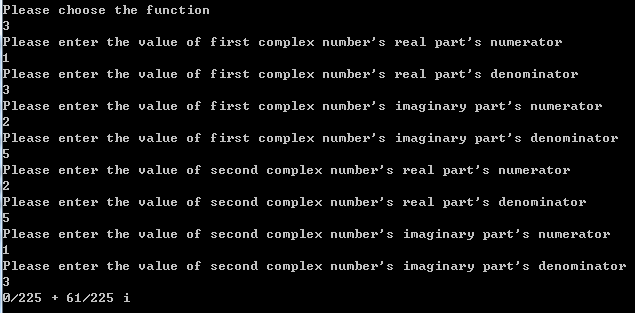 Please choose the function
3
Please enter the value of first complex number's real part's numerator
1
Please enter the value of first complex number's real part's denominator
3
Please enter the value of first complex number's imaginary part's numerator
2
Please enter the value of first complex number's imaginary part's denominator
5
Please enter the value of second complex number's real part's numerator
2
Please enter the value of second complex number's real part's denominator
5
Please enter the value of second complex number's imaginary part's numerator
1
Please enter the value of second complex number's imaginary part's denominator
3
0/225 + 61/225 i